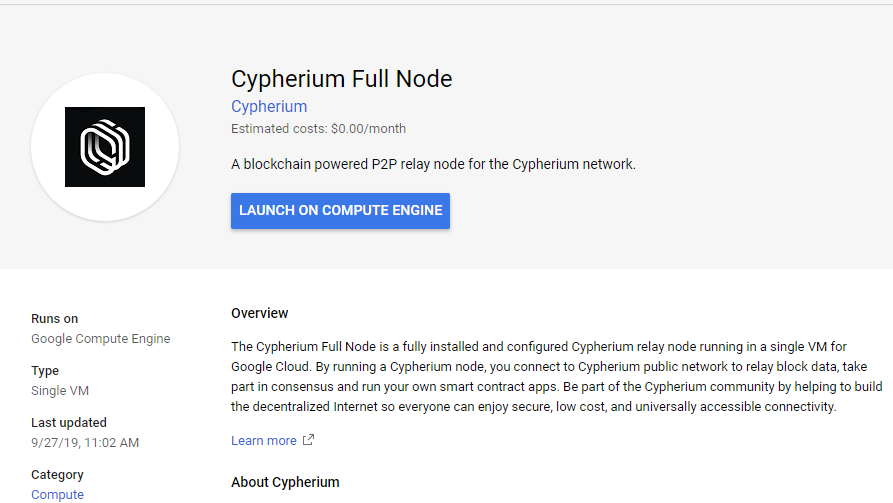 Cypherium Full Node
Cypherium
Estimated costs: $0.00/month
A blockchain powered P2P relay node for the Cypherium network.
LAUNCH ON COMPUTE ENGINE
Runs on
Google Compute Engine
Type
Single VM
Last updated
9/27/19, 11:02 AM
Category
Compute
Overview
The Cypherium Full Node is a fully installed and configured Cypherium relay node running in a single VM for
Google Cloud. By running a Cypherium node, you connect to Cypherium public network to relay block data, take
part in consensus and run your own smart contract apps. Be part of the Cypherium community by helping to build
the decentralized Internet so everyone can enjoy secure, low cost, and universally accessible connectivity.
Learn more
About Cypherium